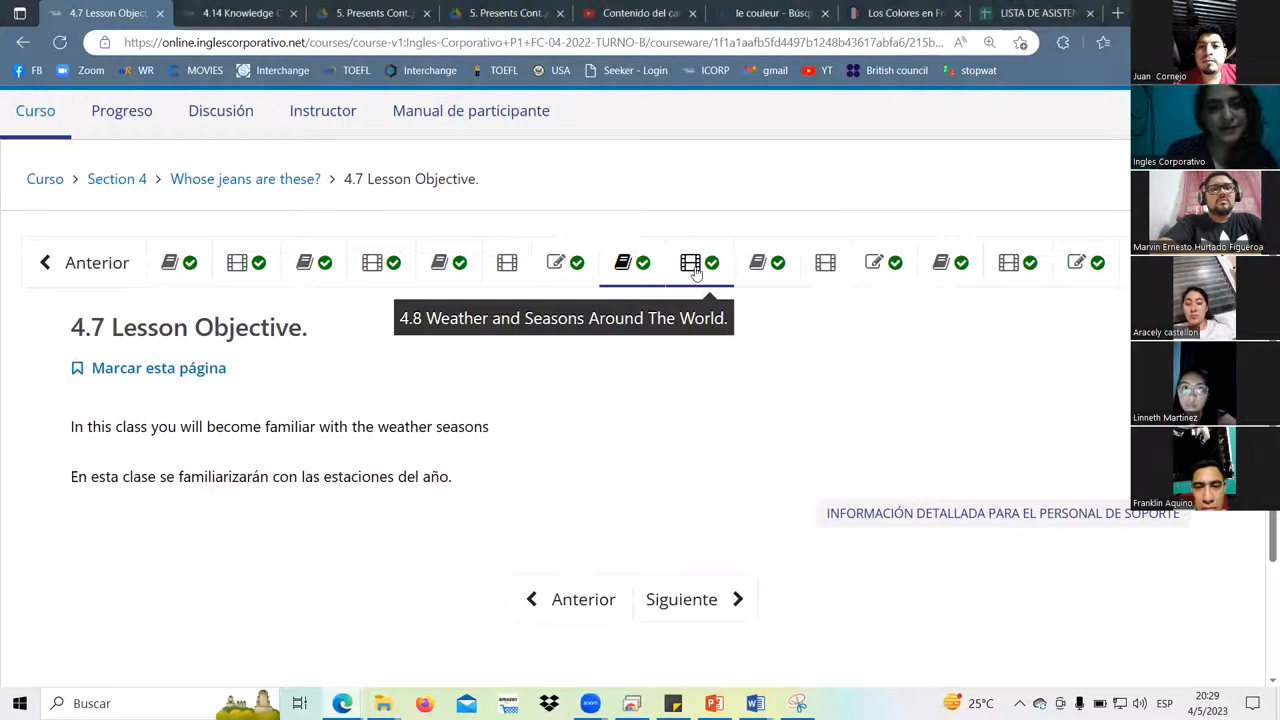 4.7 Lesson Objectiv
4.14 Knowledge C
5. Presents Cont
5. Presents Cont
Contenido del ca
le couleur - Búsq
Los Colore
LISTA DE ASISTEN
https://online.inglescorporativo.net/courses/course-v1:Ingles-Corporativo+P1+FC-04-2022-TURNO-B/courseware/1f1a1aafb5fd4497b1248b43617abfa6/215b...
FB
Zoom
WR
MOVIES
Interchange
TOEFL
Interchange
TOEFL
USA
Seeker - Login
ICORP
gmail
YT
British council
stopwat
Curso
Progreso
Discusión
Instructor
Manual de participante
Curso > Section 4 > Whose jeans are these? > 4.7 Lesson Objective.
Anterior
4.8 Weather and Seasons Around The World.
4.7 Lesson Objective.
Marcar esta página
In this class you will become familiar with the weather seasons
En esta clase se familiarizarán con las estaciones del año.
INFORMACIÓN DETALLADA PARA EL PERSONAL DE SOPORTE
Anterior
Siguiente
Juan Cornejo
Ingles Corporativo
Marvin Ernesto Hurtado Figueroa
Aracely castellon
Linneth Martinez
Franklin Aquino
Buscar
amazon
zoom
25°C
ESP
20:29
4/5/2023